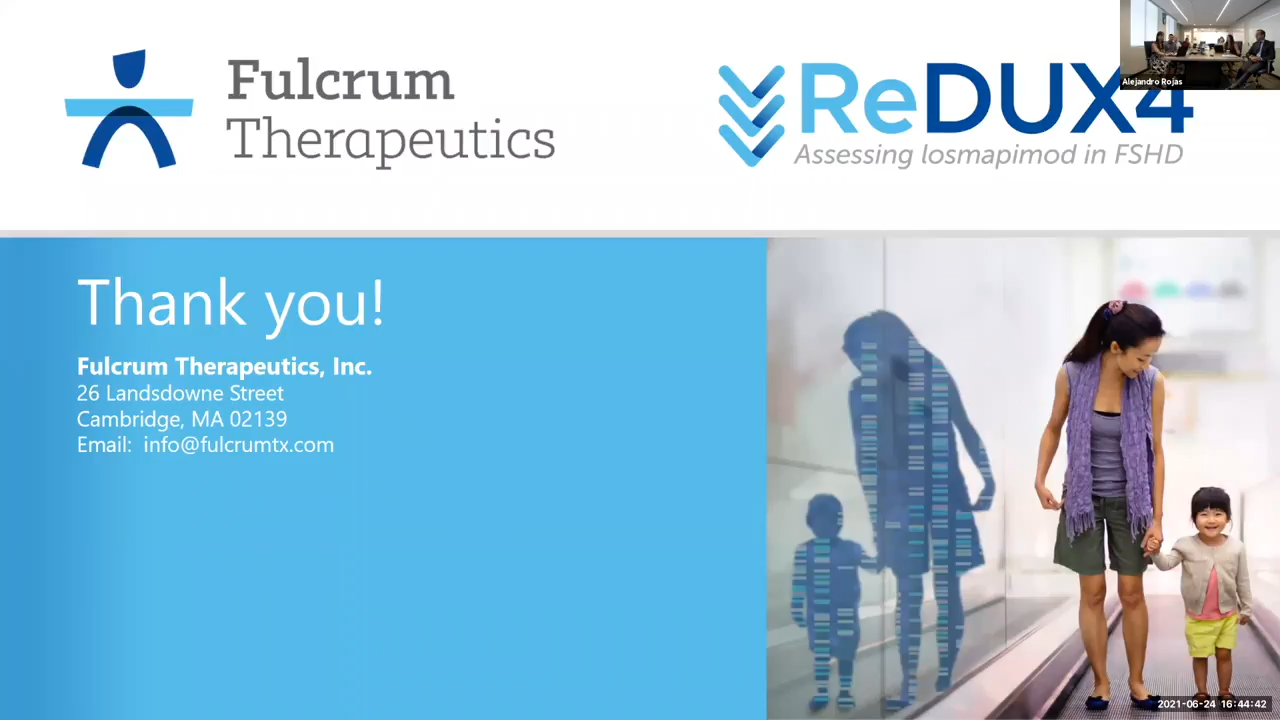 Fulcrum
Therapeutics
ReDUX4
Assessing losmapimod in FSHD
Alejandro Rojas
Thank you!
Fulcrum Therapeutics, Inc.
26 Landsdowne Street
Cambridge, MA 02139
Email: info@fulcrumtx.com
2021-06-24 16:44:42